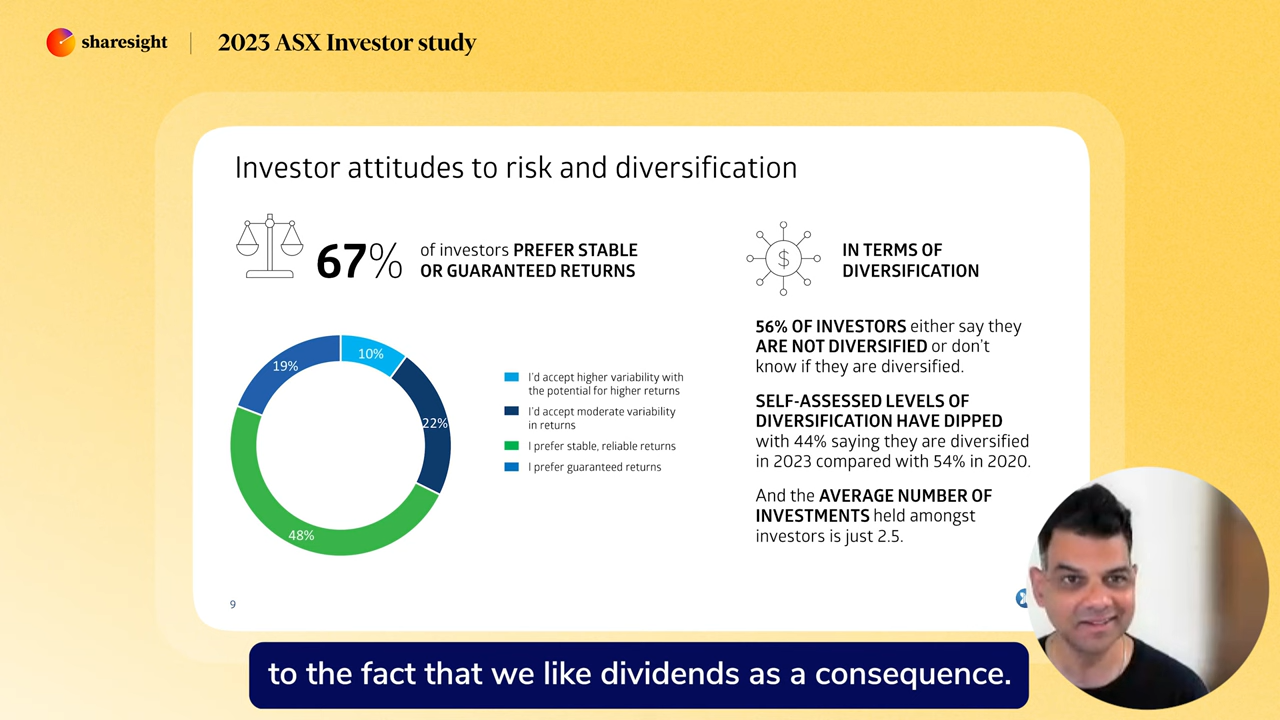 sharesight
2023 ASX Investor study
Investor attitudes to risk and diversification
67%
of investors PREFER STABLE
OR GUARANTEED RETURNS
19%
10%
22%
48%
I'd accept higher variability with
the potential for higher returns
I'd accept moderate variability
in returns
I prefer stable, reliable returns
I prefer guaranteed returns
$
IN TERMS OF
DIVERSIFICATION
56% OF INVESTORS either say they
ARE NOT DIVERSIFIED or don't
know if they are diversified.
SELF-ASSESSED LEVELS OF
DIVERSIFICATION HAVE DIPPED
with 44% saying they are diversified
in 2023 compared with 54% in 2020.
And the AVERAGE NUMBER OF
INVESTMENTS held amongst
investors is just 2.5.
9
to the fact that we like dividends as a consequence.